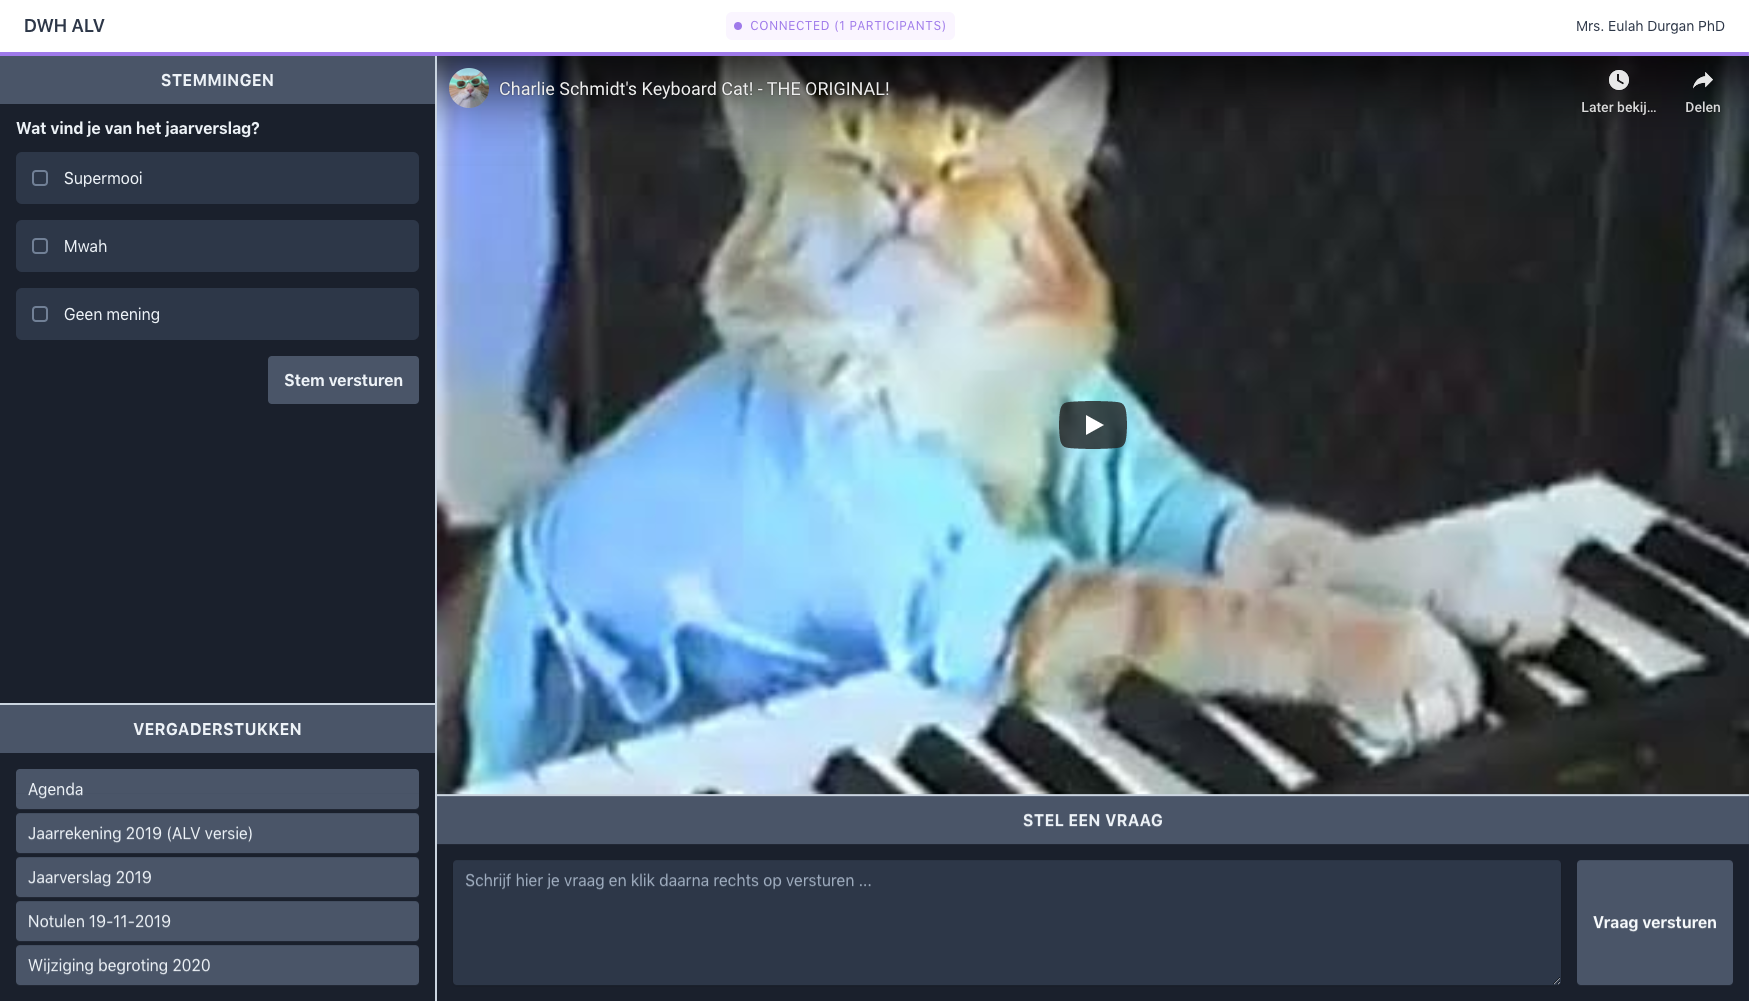 DWH ALV
CONNECTED (1 PARTICIPANTS)
Mrs. Eulah Durgan PhD
STEMMINGEN
Wat vind je van het jaarverslag?
Supermooi
Mwah
Geen mening
Stem versturen
VERGADERSTUKKEN
Agenda
Jaarrekening 2019 (ALV versie)
Jaarverslag 2019
Notulen 19-11-2019
Wijziging begroting 2020
Charlie Schmidt's Keyboard Cat! - THE ORIGINAL!
Later bekij...
Delen
STEL EEN VRAAG
Schrijf hier je vraag en klik daarna rechts op versturen ...
Vraag versturen